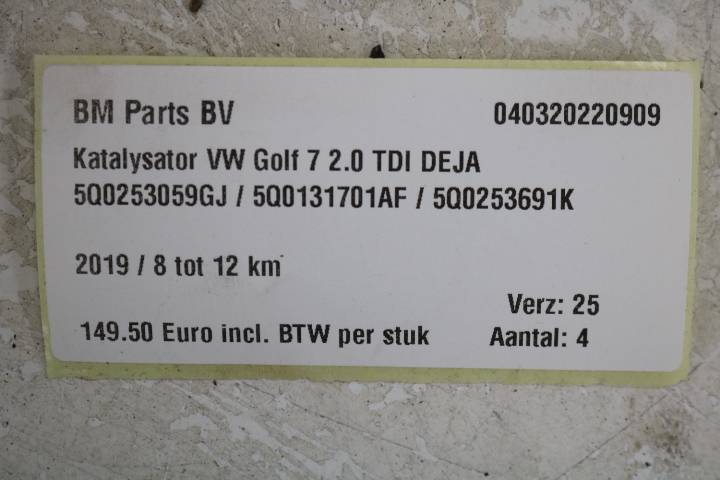 BM Parts BV 040320220909
Katalysator VW Golf 7 2.0 TDI DEJA
5Q0253059GJ / 5Q0131701AF / 5Q0253691K
2019 / 8 tot 12 km
Verz: 25
149.50 Euro incl. BTW per stuk Aantal: 4